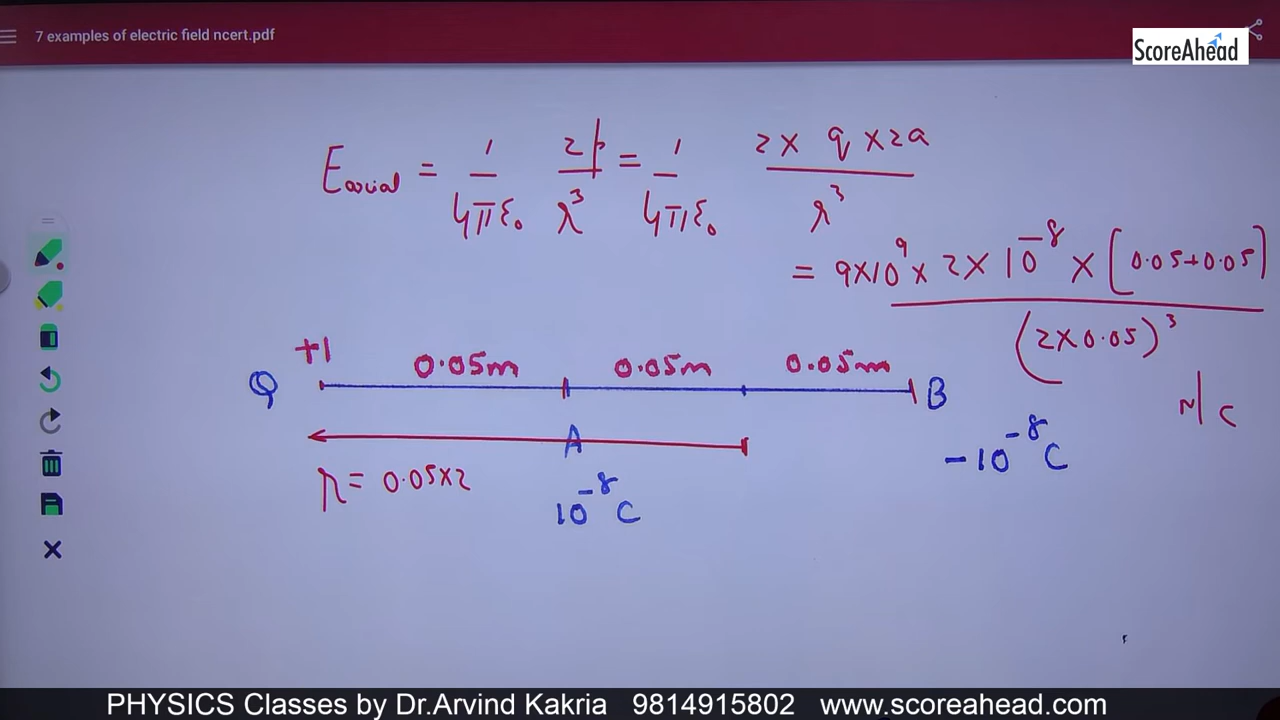 7 examples of electric field ncert.pdf
ScoreAhead
E_axial = 1/4πε₀ 2p/r³ = 1/4πε₀ 2 × q × 2a/r³
= 9×10⁹ × 2 × 10⁻⁸ × [0.05+0.05]/(2×0.05)³ N/C
+1 0.05m 0.05m 0.05m
Q B
A
r = 0.05×2
10⁻⁸ C
-10⁻⁸ C
PHYSICS Classes by Dr.Arvind Kakria 9814915802 www.scoreahead.com